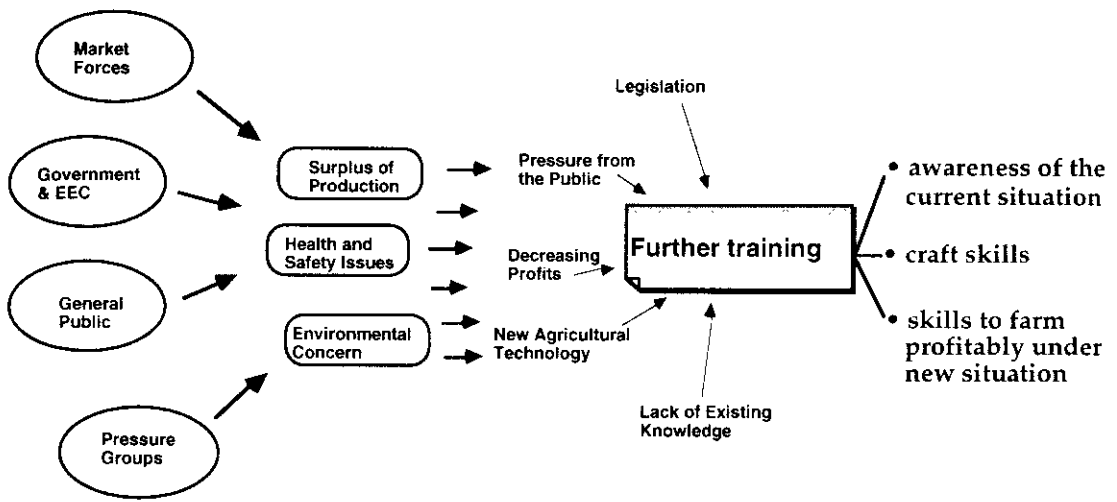 Market
Forces
Government
& EEC
General
Public
Pressure
Groups
Surplus of
Production
Health and
Safety Issues
Environmental
Concern
Legislation
Pressure from
the Public
Decreasing
Profits
New Agricultural
Technology
Lack of Existing
Knowledge
Further training
• awareness of the
current situation
• craft skills
• skills to farm
profitably under
new situation